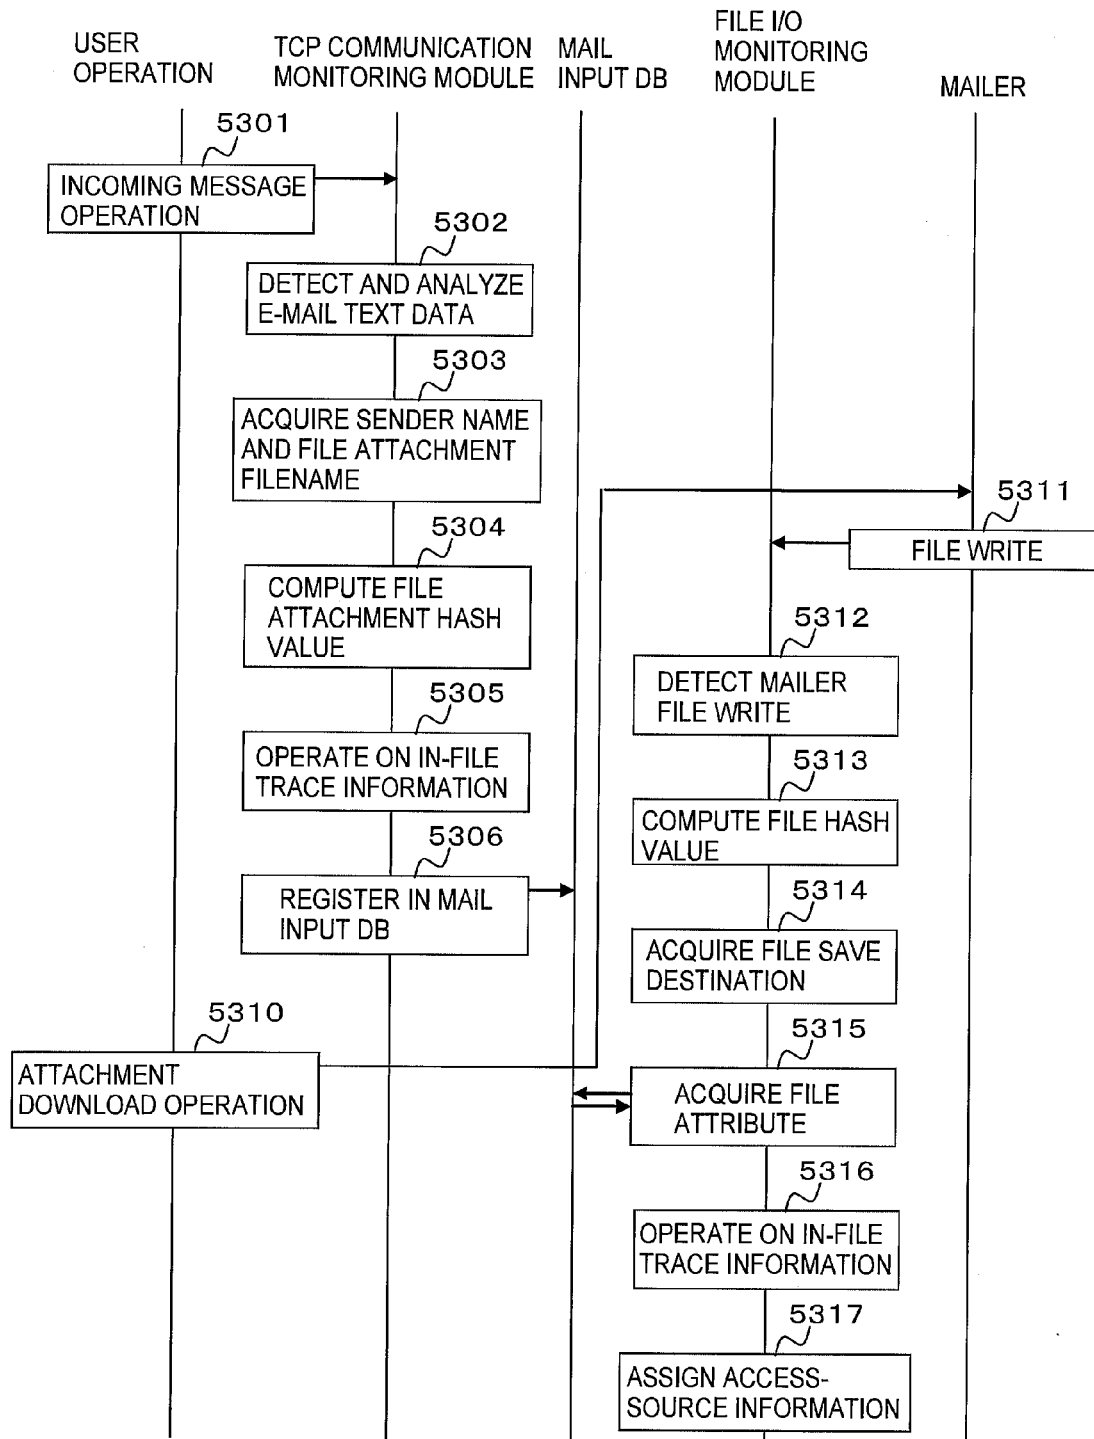 USER
OPERATION
TCP COMMUNICATION
MONITORING MODULE
MAIL
INPUT DB
FILE I/O
MONITORING
MODULE
MAILER
5301
INCOMING MESSAGE
OPERATION
5302
DETECT AND ANALYZE
E-MAIL TEXT DATA
5303
ACQUIRE SENDER NAME
AND FILE ATTACHMENT
FILENAME
5304
COMPUTE FILE
ATTACHMENT HASH
VALUE
5305
OPERATE ON IN-FILE
TRACE INFORMATION
5306
REGISTER IN MAIL
INPUT DB
5310
ATTACHMENT
DOWNLOAD OPERATION
5311
FILE WRITE
5312
DETECT MAILER
FILE WRITE
5313
COMPUTE FILE HASH
VALUE
5314
ACQUIRE FILE SAVE
DESTINATION
5315
ACQUIRE FILE
ATTRIBUTE
5316
OPERATE ON IN-FILE
TRACE INFORMATION
5317
ASSIGN ACCESS-
SOURCE INFORMATION